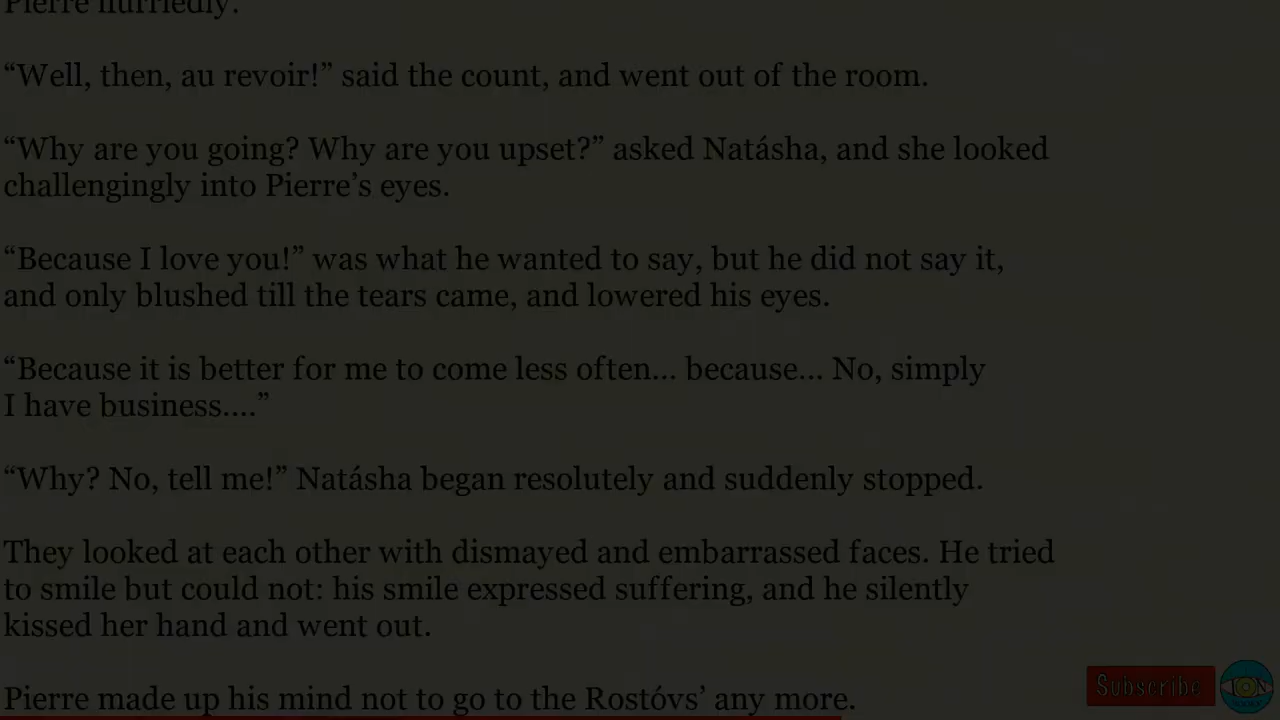 Pierre hurriedly.
“Well, then, au revoir!” said the count, and went out of the room.
“Why are you going? Why are you upset?” asked Natásha, and she looked
challengingly into Pierre’s eyes.
“Because I love you!” was what he wanted to say, but he did not say it,
and only blushed till the tears came, and lowered his eyes.
“Because it is better for me to come less often... because... No, simply
I have business....”
“Why? No, tell me!” Natásha began resolutely and suddenly stopped.
They looked at each other with dismayed and embarrassed faces. He tried
to smile but could not: his smile expressed suffering, and he silently
kissed her hand and went out.
Pierre made up his mind not to go to the Rostóvs’ any more.
Subscribe